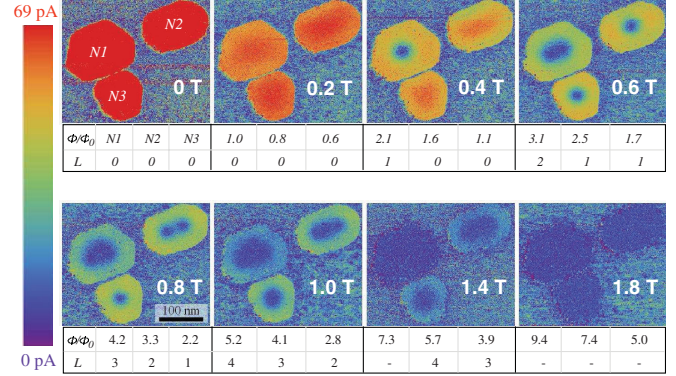 69 pA
N1
N2
N3
0 T
0.2 T
0.4 T
0.6 T
Φ/Φ0 N1 N2 N3 1.0 0.8 0.6 2.1 1.6 1.1 3.1 2.5 1.7
L 0 0 0 0 0 0 1 0 0 2 1 1
0.8 T
100 nm
1.0 T
1.4 T
1.8 T
Φ/Φ0 4.2 3.3 2.2 5.2 4.1 2.8 7.3 5.7 3.9 9.4 7.4 5.0
L 3 2 1 4 3 2 - 4 3 - - -
0 pA